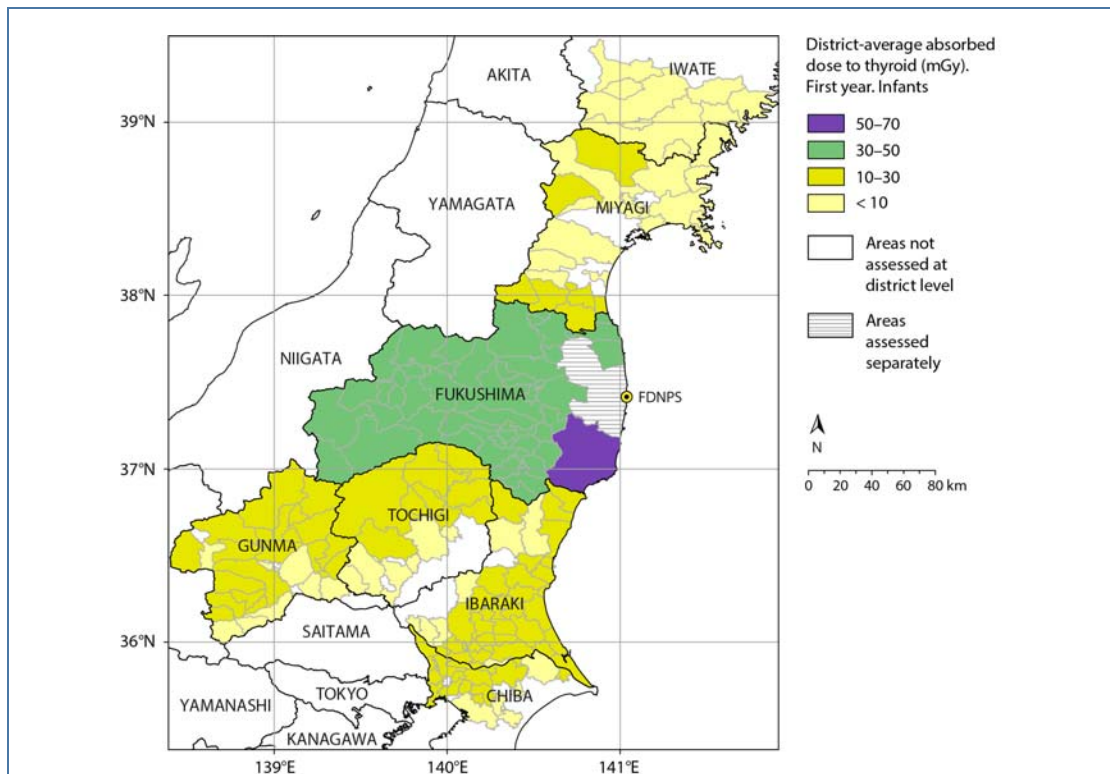 AKITA
IWATE
39°N
YAMAGATA
MIYAGI
38°N
NIIGATA
FUKUSHIMA
FDNPS
37°N
TOCHIGI
GUNMA
IBARAKI
36°N
SAITAMA
CHIBA
TOKYO
YAMANASHI
KANAGAWA
139°E 140°E 141°E
District-average absorbed
dose to thyroid (mGy).
First year. Infants
50–70
30–50
10–30
< 10
Areas not
assessed at
district level
Areas
assessed
separately
N
0 20 40 60 80 km